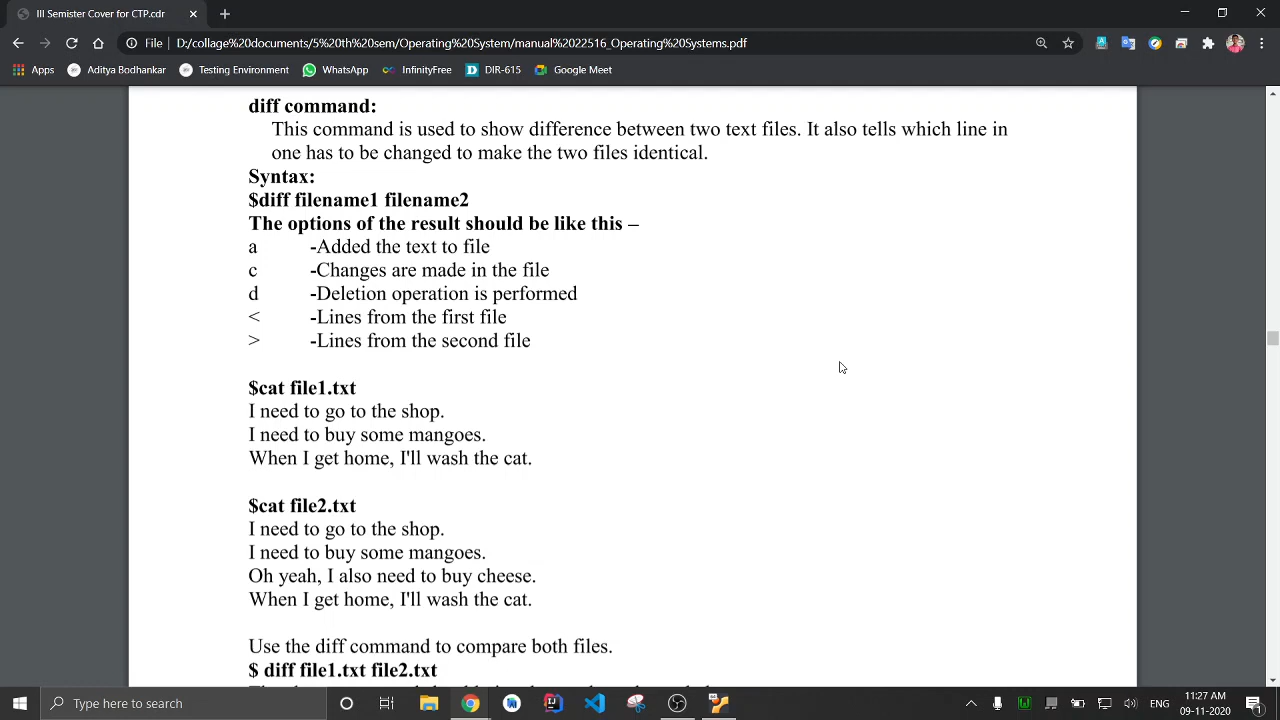 III Semister Cover for CTP.cdr
File | D:/collage%20documents/5%20th%20sem/Operating%20System/manual%2022516_Operating%20Systems.pdf
Apps Aditya Bodhankar Testing Environment WhatsApp InfinityFree D DIR-615 Google Meet
diff command:
This command is used to show difference between two text files. It also tells which line in
one has to be changed to make the two files identical.
Syntax:
$diff filename1 filename2
The options of the result should be like this –
a -Added the text to file
c -Changes are made in the file
d -Deletion operation is performed
< -Lines from the first file
> -Lines from the second file
$cat file1.txt
I need to go to the shop.
I need to buy some mangoes.
When I get home, I'll wash the cat.
$cat file2.txt
I need to go to the shop.
I need to buy some mangoes.
Oh yeah, I also need to buy cheese.
When I get home, I'll wash the cat.
Use the diff command to compare both files.
$ diff file1.txt file2.txt
Type here to search
ENG
11:27 AM
09-11-2020